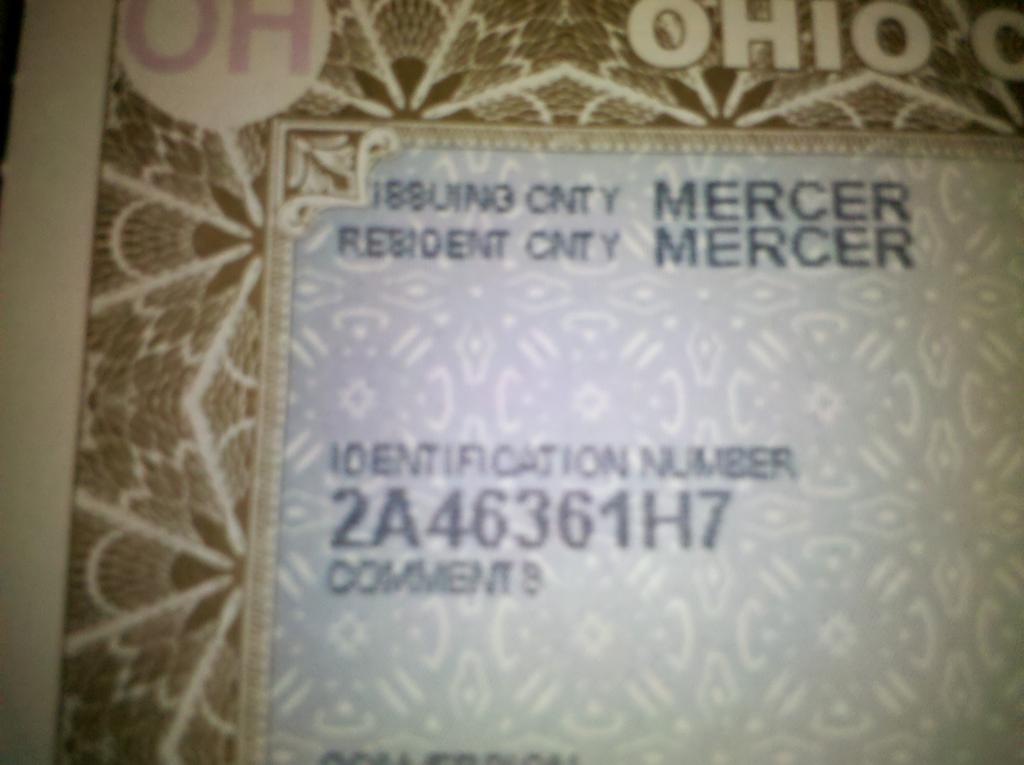 OH OHIO C
ISSUING CNTY MERCER
RESIDENT CNTY MERCER
IDENTIFICATION NUMBER
2A46361H7
COMMENTS